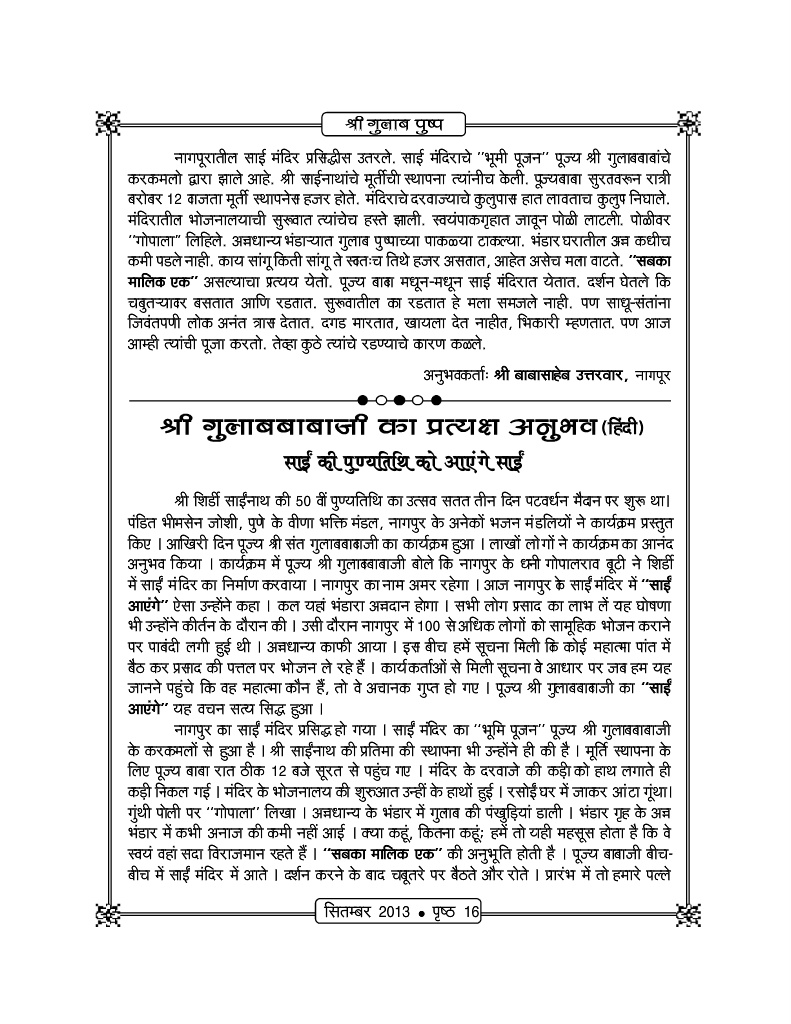 श्री गुलाब पुष्प
नागपूरातील साई मंदिर प्रसिद्धीस उतरले. साई मंदिराचे ‘‘भूमी पूजन’’ पूज्य श्री गुलाबबाबांचे
करकमलो द्वारा झाले आहे. श्री साईनाथांचे मूर्तीची स्थापना त्यांनीच केली. पूज्यबाबा सुरतवरून रात्री
बरोबर 12 वाजता मूर्ती स्थापनेस हजर होते. मंदिराचे दरवाज्याचे कुलुपास हात लावताच कुलुप निघाले.
मंदिरातील भोजनालयाची सुरूवात त्यांचेच हस्ते झाली. स्वयंपाकगृहात जावून पोळी लाटली. पोळीवर
‘‘गोपाला’’ लिहिले. अन्नधान्य भंडाऱ्यात गुलाब पुष्पाच्या पाकळ्या टाकल्या. भंडार घरातील अन्न कधीच
कमी पडले नाही. काय सांगू किती सांगू ते स्वतःच तिथे हजर असतात, आहेत असेच मला वाटते. ‘‘सबका
मालिक एक’’ असल्याचा प्रत्यय येतो. पूज्य बाबा मधून-मधून साई मंदिरात येतात. दर्शन घेतले कि
चबुतऱ्यावर बसतात आणि रडतात. सुरूवातील का रडतात हे मला समजले नाही. पण साधू-संतांना
जिवंतपणी लोक अनंत त्रास देतात. दगड मारतात, खायला देत नाहीत, भिकारी म्हणतात. पण आज
आम्ही त्यांची पूजा करतो. तेव्हा कुठे त्यांचे रडण्याचे कारण कळले.
अनुभवकर्ताः श्री बाबासाहेब उत्तरवार, नागपूर
श्री गुलाबबाबाजी का प्रत्यक्ष अनुभव (हिंदी)
साईं की पुण्यतिथि को आएंगे साईं
श्री शिर्डी साईंनाथ की 50 वीं पुण्यतिथि का उत्सव सतत तीन दिन पटवर्धन मैदान पर शुरू था।
पंडित भीमसेन जोशी, पुणे के वीणा भक्ति मंडल, नागपुर के अनेकों भजन मंडलियों ने कार्यक्रम प्रस्तुत
किए । आखिरी दिन पूज्य श्री संत गुलाबबाबाजी का कार्यक्रम हुआ । लाखों लोगों ने कार्यक्रम का आनंद
अनुभव किया । कार्यक्रम में पूज्य श्री गुलाबबाबाजी बोले कि नागपुर के धनी गोपालराव बूटी ने शिर्डी
में साईं मंदिर का निर्माण करवाया । नागपुर का नाम अमर रहेगा । आज नागपुर के साईं मंदिर में ‘‘साईं
आएंगे’’ ऐसा उन्होंने कहा । कल यहां भंडारा अन्नदान होगा । सभी लोग प्रसाद का लाभ लें यह घोषणा
भी उन्होंने कीर्तन के दौरान की । उसी दौरान नागपुर में 100 से अधिक लोगों को सामूहिक भोजन कराने
पर पाबंदी लगी हुई थी । अन्नधान्य काफी आया । इस बीच हमें सूचना मिली कि कोई महात्मा पांत में
बैठ कर प्रसाद की पत्तल पर भोजन ले रहे हैं । कार्यकर्ताओं से मिली सूचना के आधार पर जब हम यह
जानने पहुंचे कि वह महात्मा कौन हैं, तो वे अचानक गुप्त हो गए । पूज्य श्री गुलाबबाबाजी का ‘‘साईं
आएंगे’’ यह वचन सत्य सिद्ध हुआ ।
नागपुर का साईं मंदिर प्रसिद्ध हो गया । साईं मंदिर का ‘‘भूमि पूजन’’ पूज्य श्री गुलाबबाबाजी
के करकमलों से हुआ है । श्री साईंनाथ की प्रतिमा की स्थापना भी उन्होंने ही की है । मूर्ति स्थापना के
लिए पूज्य बाबा रात ठीक 12 बजे सूरत से पहुंच गए । मंदिर के दरवाजे की कड़ी को हाथ लगाते ही
कड़ी निकल गई । मंदिर के भोजनालय की शुरुआत उन्हीं के हाथों हुई । रसोईं घर में जाकर आंटा गूंथा।
गुंथी पोली पर ‘‘गोपाला’’ लिखा । अन्नधान्य के भंडार में गुलाब की पंखुड़ियां डाली । भंडार गृह के अन्न
भंडार में कभी अनाज की कमी नहीं आई । क्या कहूं, कितना कहूं; हमें तो यही महसूस होता है कि वे
स्वयं वहां सदा विराजमान रहते हैं । ‘‘सबका मालिक एक’’ की अनुभूति होती है । पूज्य बाबाजी बीच-
बीच में साईं मंदिर में आते । दर्शन करने के बाद चबूतरे पर बैठते और रोते । प्रारंभ में तो हमारे पल्ले
सितम्बर 2013 ● पृष्ठ 16